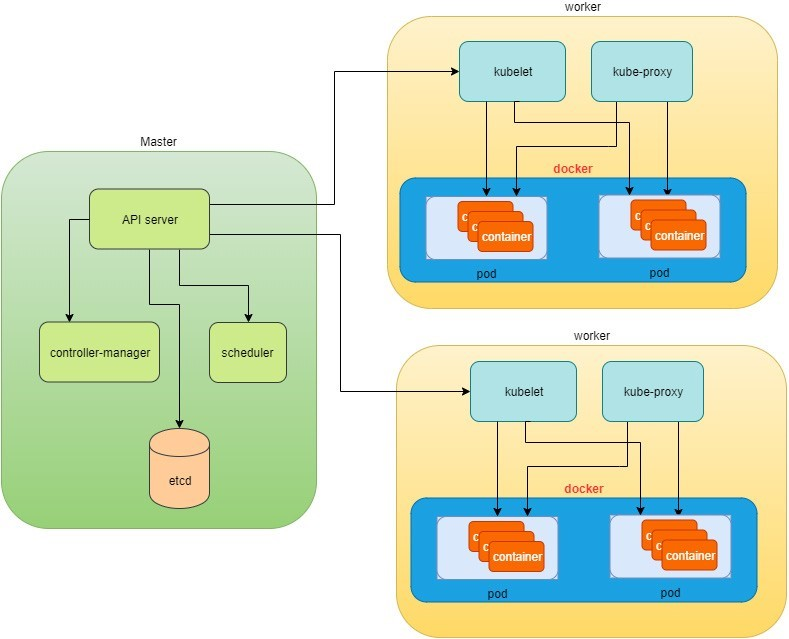 Master
API server
controller-manager
scheduler
etcd
worker
kubelet
kube-proxy
docker
c
c
container
pod
c
c
container
pod
worker
kubelet
kube-proxy
docker
c
c
container
pod
c
c
container
pod